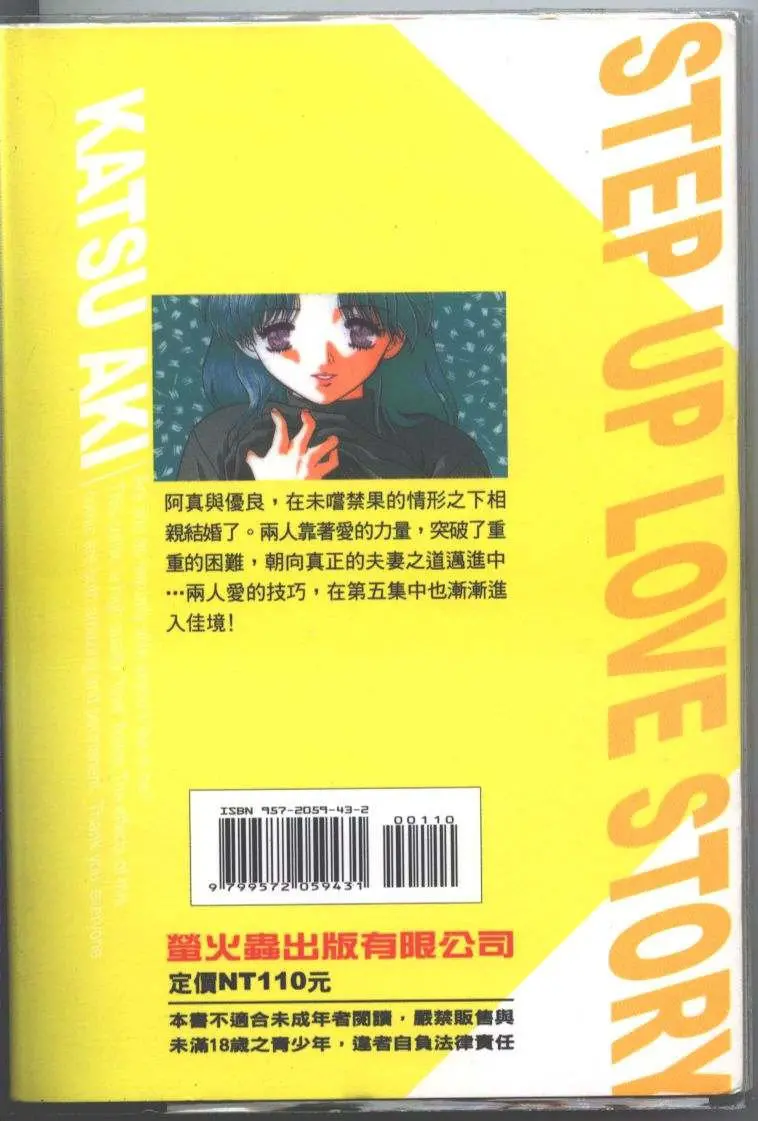 STEP UP LOVE STORY
KATSU AKI
阿真與優良，在未嚐禁果的情形之下相
親結婚了。兩人靠著愛的力量，突破了重
重的困難，朝向真正的夫妻之道邁進中
…兩人愛的技巧，在第五集中也漸漸進
入佳境！
ISBN 957-2059-43-2
00110
9 799572 059431
螢火蟲出版有限公司
定價NT110元
本書不適合未成年者閱讀，嚴禁販售與
未滿18歲之青少年，違者自負法律責任